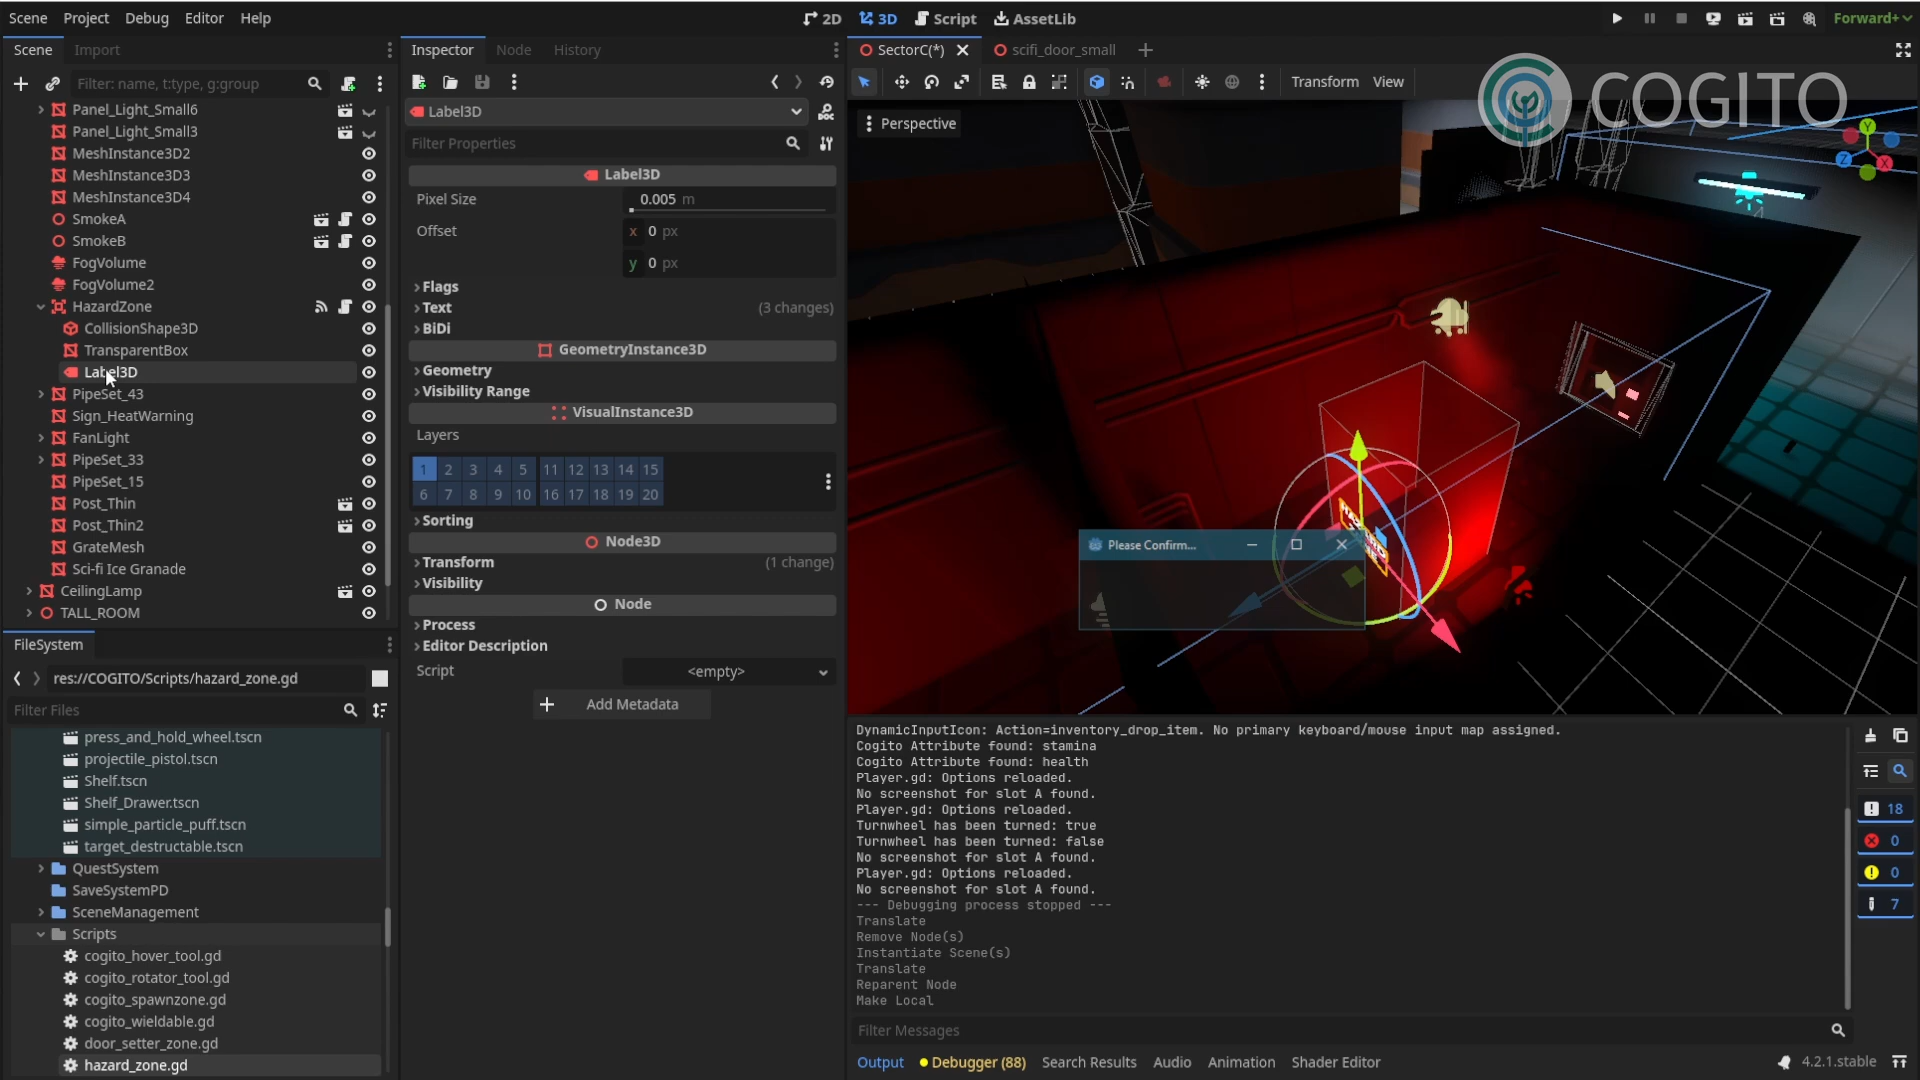 Scene Project Debug Editor Help
2D 3D Script AssetLib
Forward+
Scene Import
Filter: name, t:type, g:group
Panel_Light_Small6
Panel_Light_Small3
MeshInstance3D2
MeshInstance3D3
MeshInstance3D4
SmokeA
SmokeB
FogVolume
FogVolume2
HazardZone
CollisionShape3D
TransparentBox
Label3D
PipeSet_43
Sign_HeatWarning
FanLight
PipeSet_33
PipeSet_15
Post_Thin
Post_Thin2
GrateMesh
Sci-fi Ice Granade
CeilingLamp
TALL_ROOM
FileSystem
res://COGITO/Scripts/hazard_zone.gd
Filter Files
press_and_hold_wheel.tscn
projectile_pistol.tscn
Shelf.tscn
Shelf_Drawer.tscn
simple_particle_puff.tscn
target_destructable.tscn
QuestSystem
SaveSystemPD
SceneManagement
Scripts
cogito_hover_tool.gd
cogito_rotator_tool.gd
cogito_spawnzone.gd
cogito_wieldable.gd
door_setter_zone.gd
hazard_zone.gd
Inspector Node History
Label3D
Filter Properties
Label3D
Pixel Size 0.005 m
Offset x 0 px
y 0 px
Flags
Text (3 changes)
BiDi
GeometryInstance3D
Geometry
Visibility Range
VisualInstance3D
Layers
1 2 3 4 5 11 12 13 14 15
6 7 8 9 10 16 17 18 19 20
Sorting
Node3D
Transform (1 change)
Visibility
Node
Process
Editor Description
Script <empty>
Add Metadata
SectorC(*) scifi_door_small
Transform View
COGITO
Perspective
Y
Z X
Please Confirm...
DynamicInputIcon: Action=inventory_drop_item. No primary keyboard/mouse input map assigned.
Cogito Attribute found: stamina
Cogito Attribute found: health
Player.gd: Options reloaded.
No screenshot for slot A found.
Player.gd: Options reloaded.
Turnwheel has been turned: true
Turnwheel has been turned: false
No screenshot for slot A found.
Player.gd: Options reloaded.
No screenshot for slot A found.
--- Debugging process stopped ---
Translate
Remove Node(s)
Instantiate Scene(s)
Translate
Reparent Node
Make Local
18
0
0
7
Filter Messages
Output Debugger (88) Search Results Audio Animation Shader Editor
4.2.1.stable